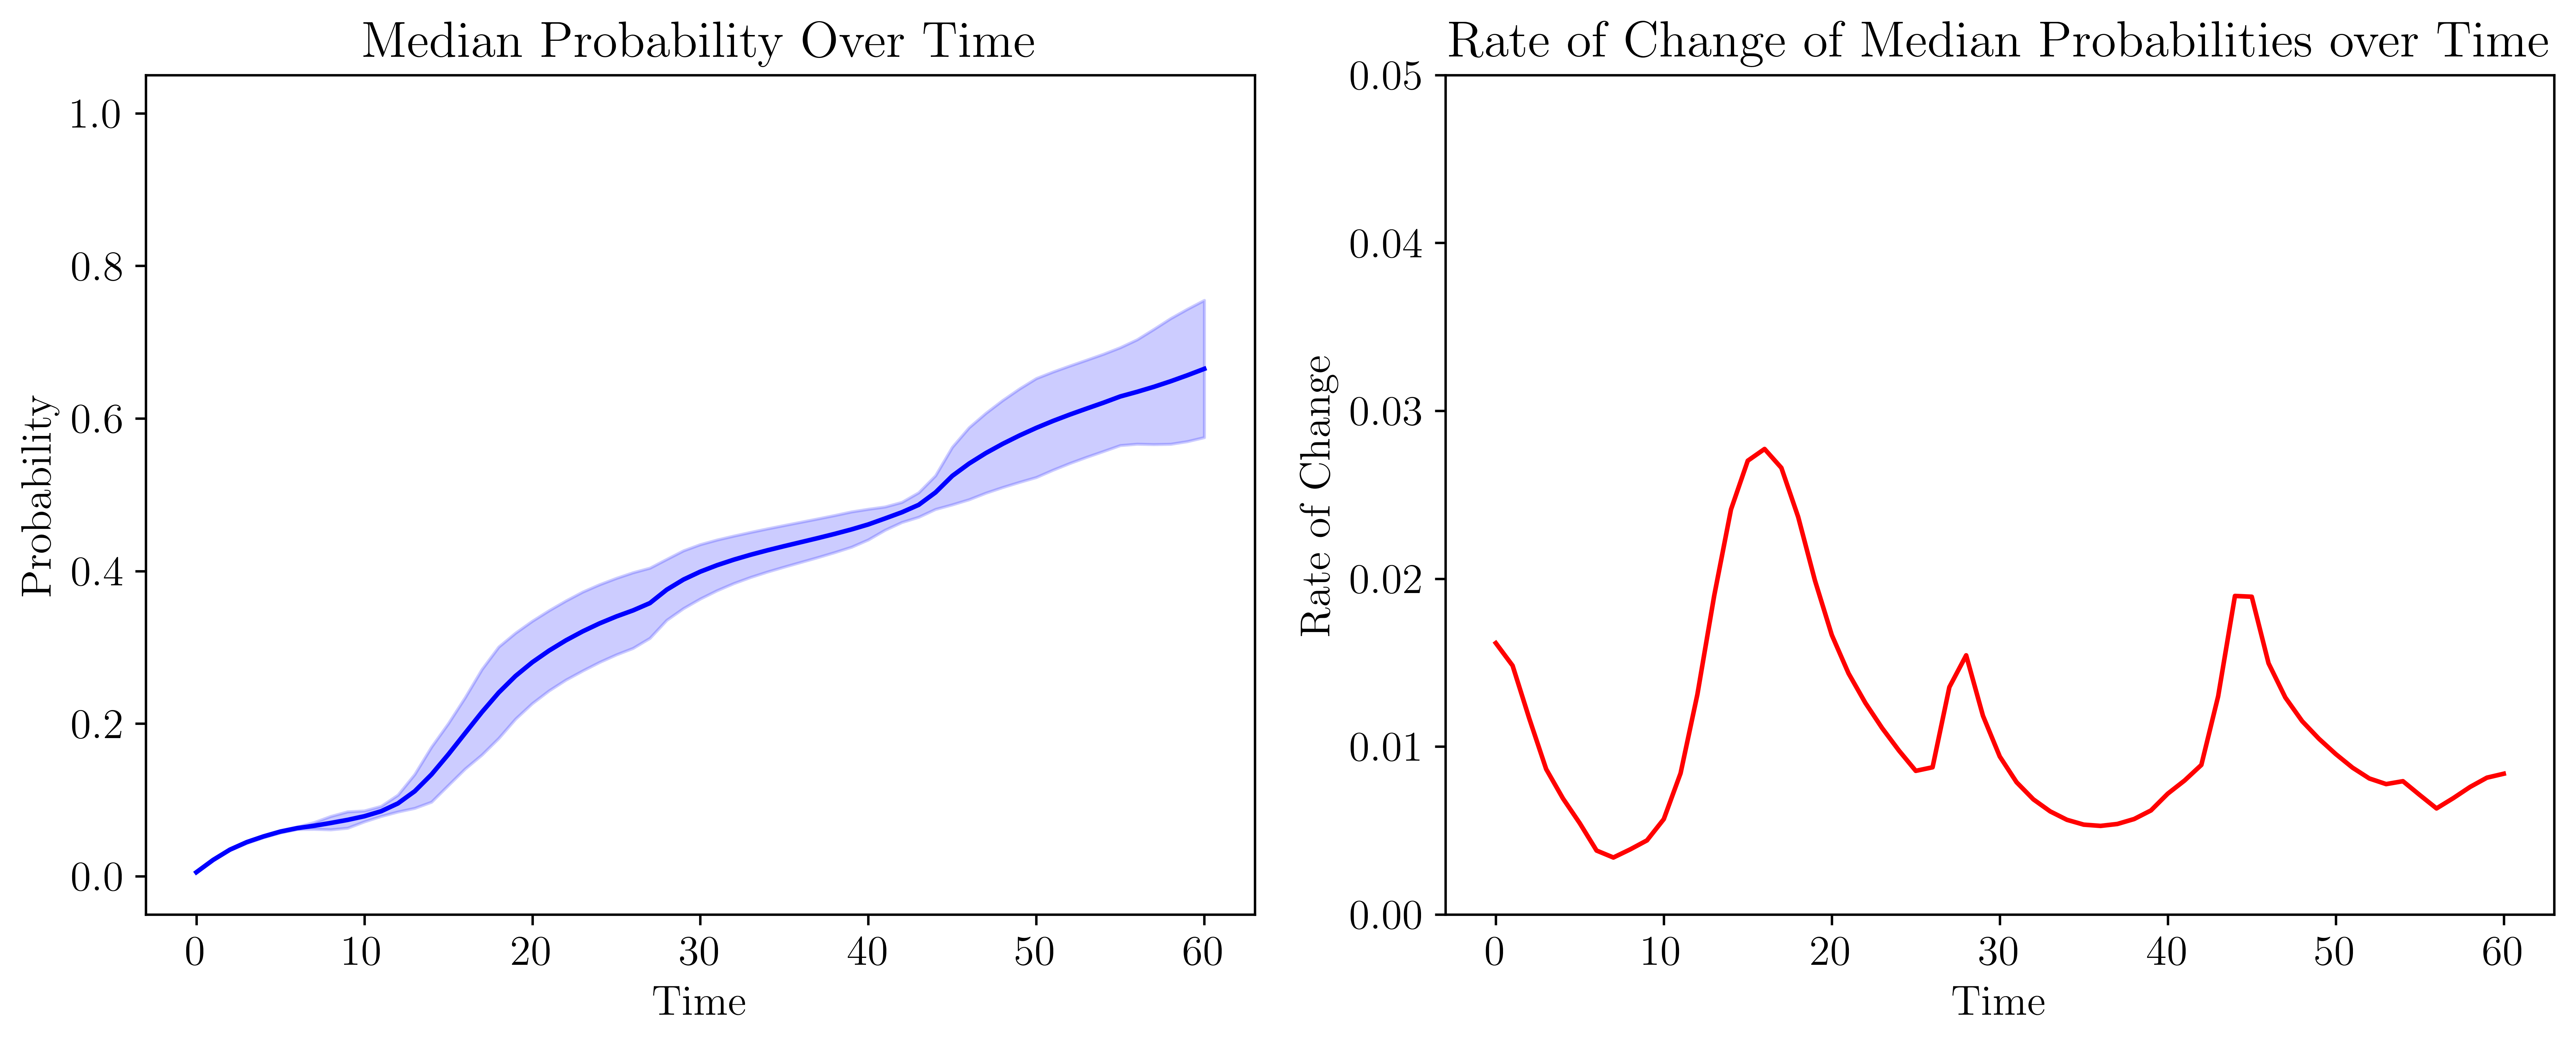 Median Probability Over Time
Probability
1.0
0.8
0.6
0.4
0.2
0.0
0 10 20 30 40 50 60
Time
Rate of Change of Median Probabilities over Time
Rate of Change
0.05
0.04
0.03
0.02
0.01
0.00
0 10 20 30 40 50 60
Time